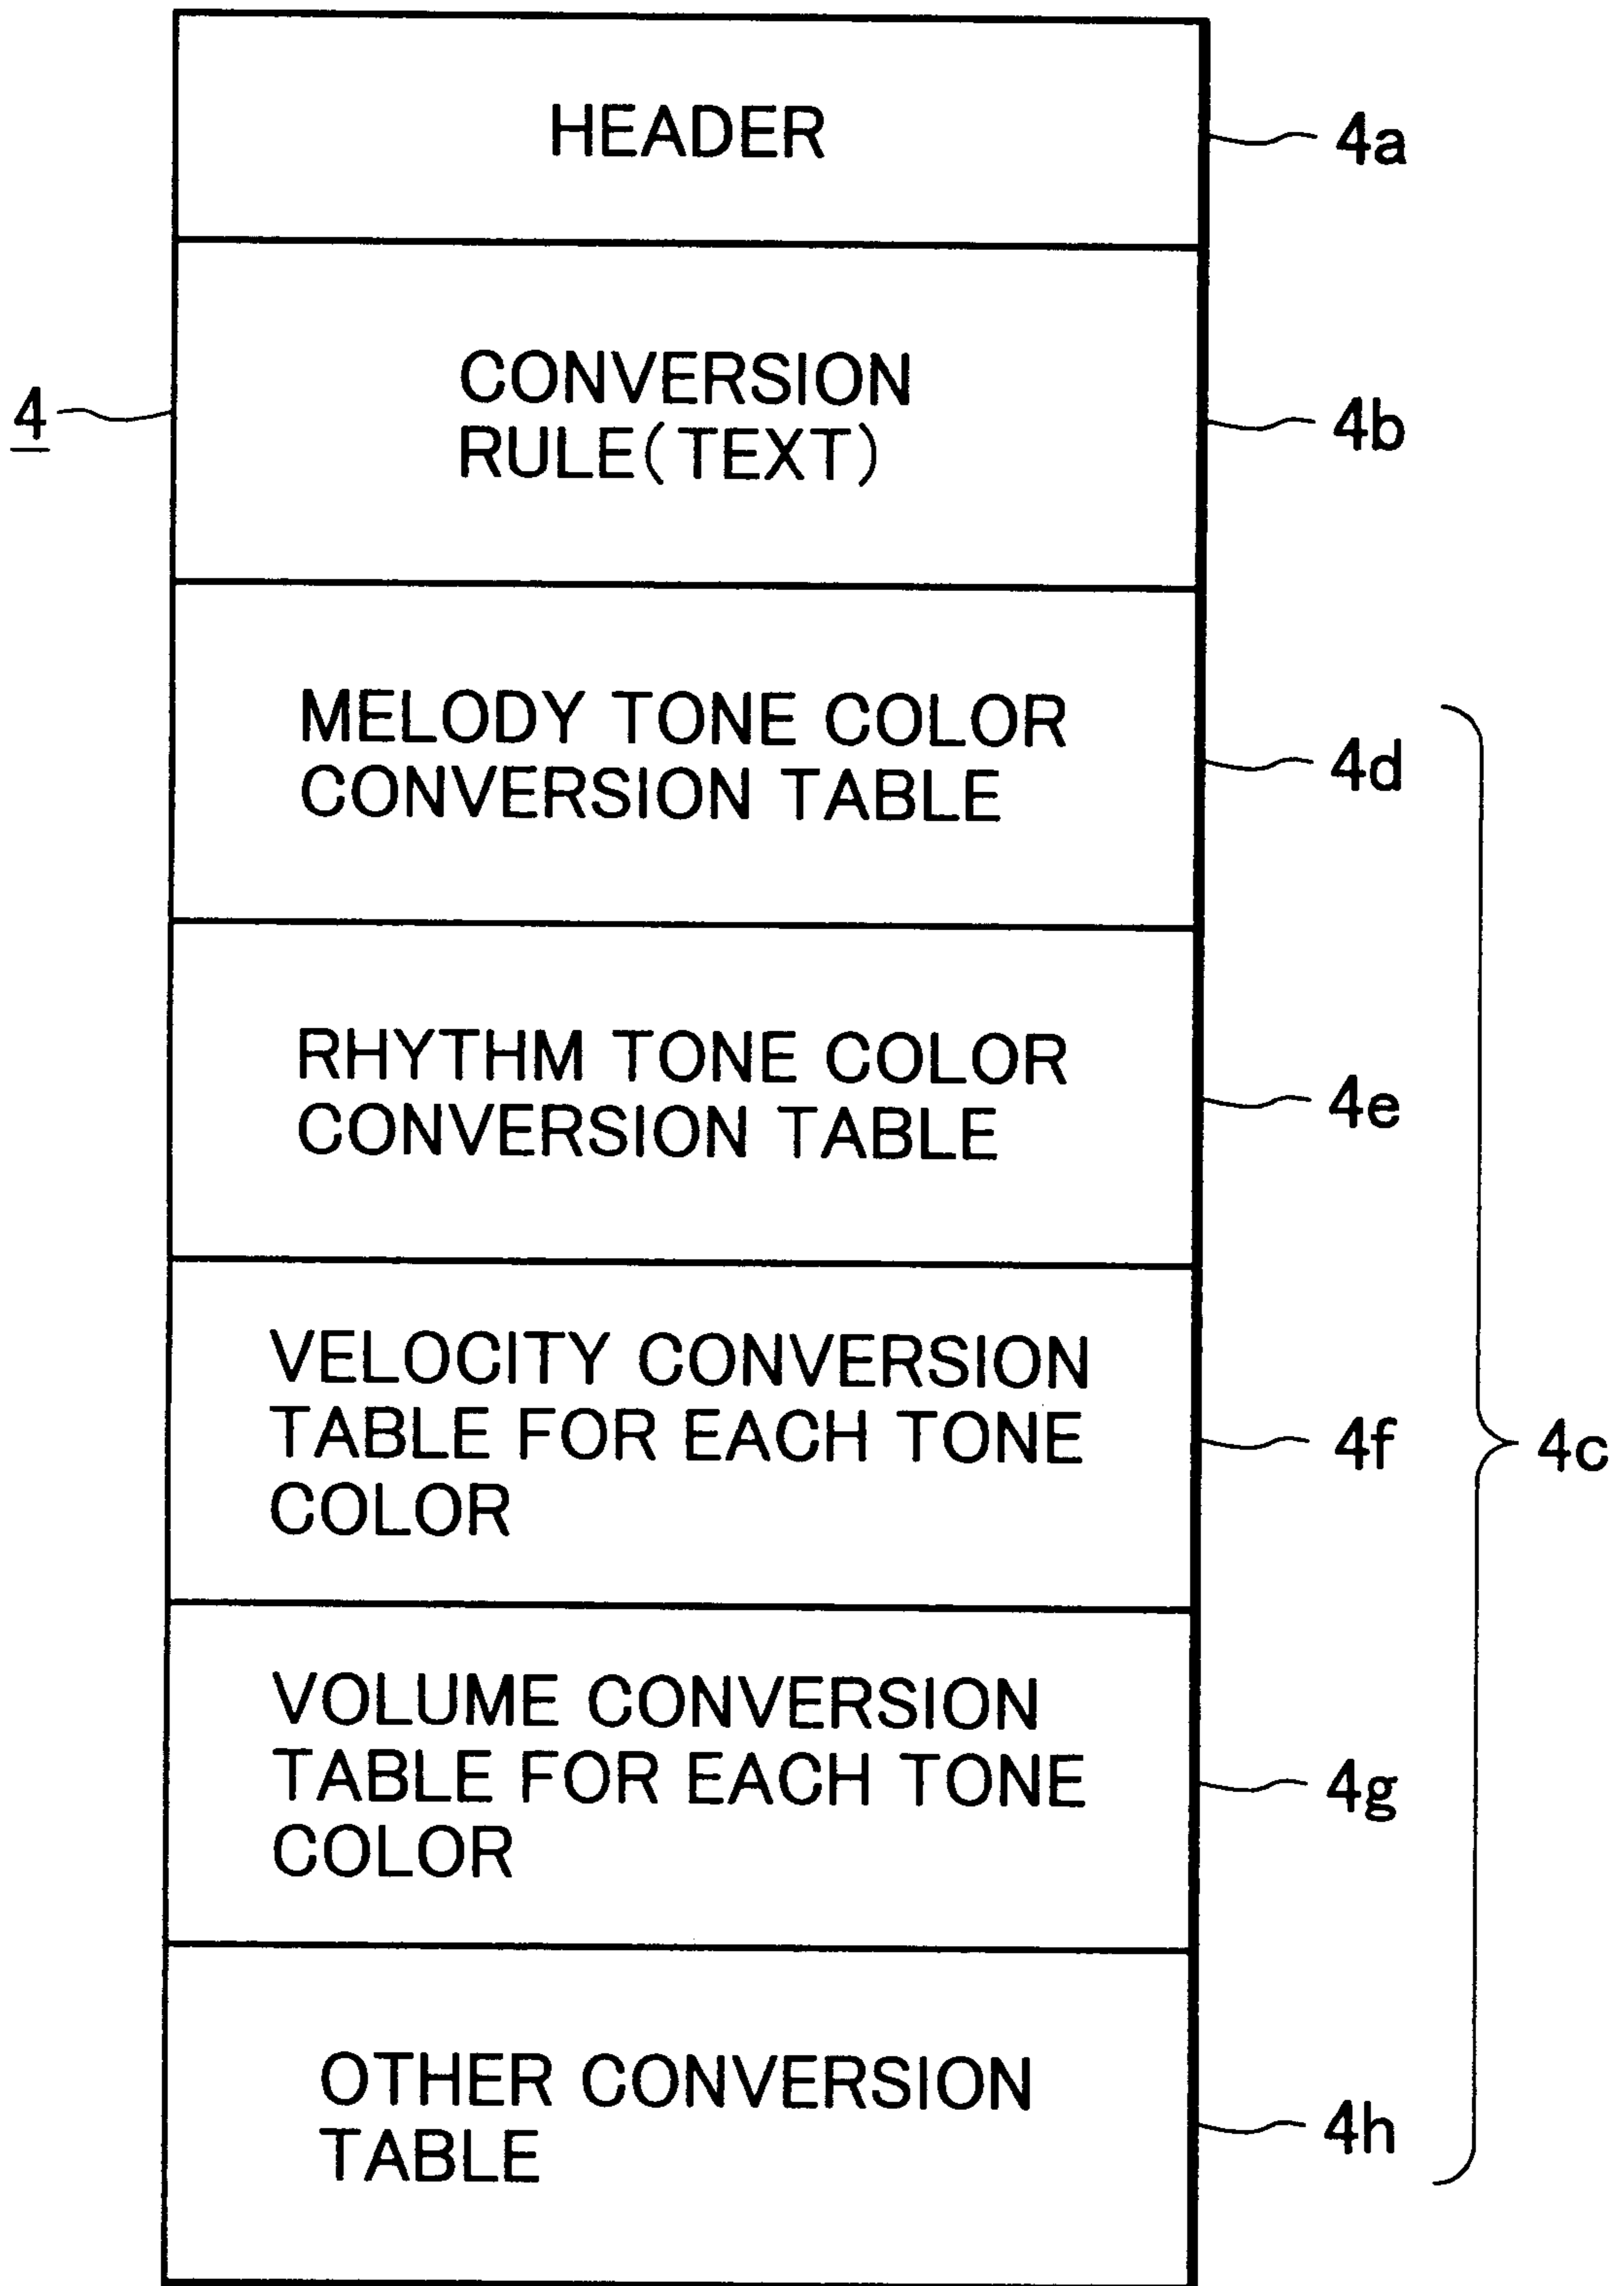 HEADER
4a
4
CONVERSION
RULE(TEXT)
4b
MELODY TONE COLOR
CONVERSION TABLE
4d
RHYTHM TONE COLOR
CONVERSION TABLE
4e
VELOCITY CONVERSION
TABLE FOR EACH TONE
COLOR
4f
4c
VOLUME CONVERSION
TABLE FOR EACH TONE
COLOR
4g
OTHER CONVERSION
TABLE
4h